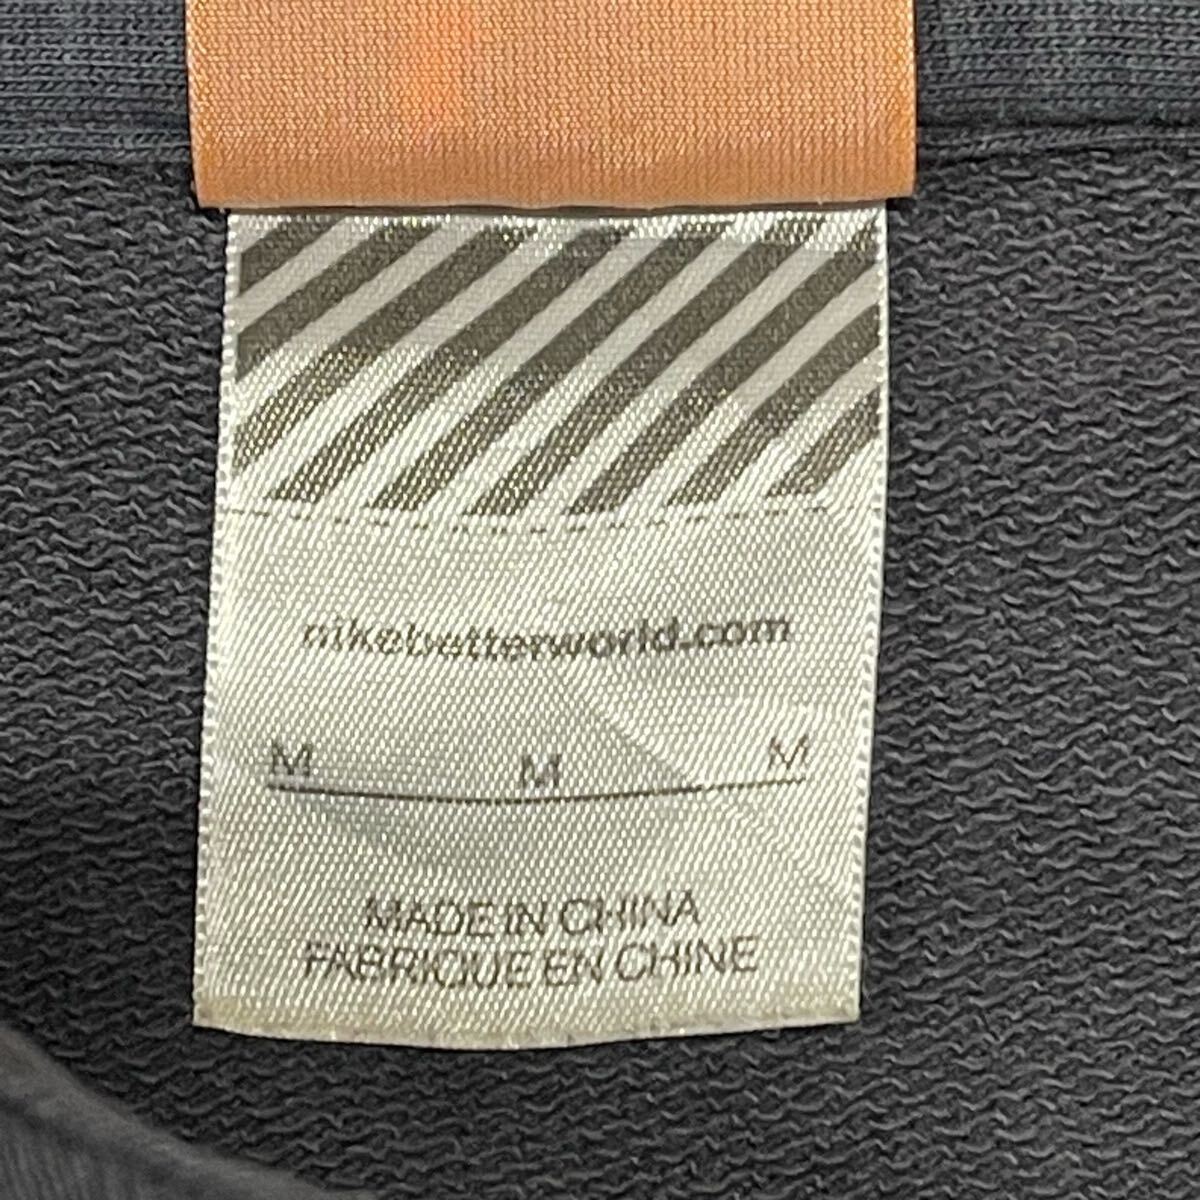 nikebetterworld.com
M M M
MADE IN CHINA
FABRIQUE EN CHINE